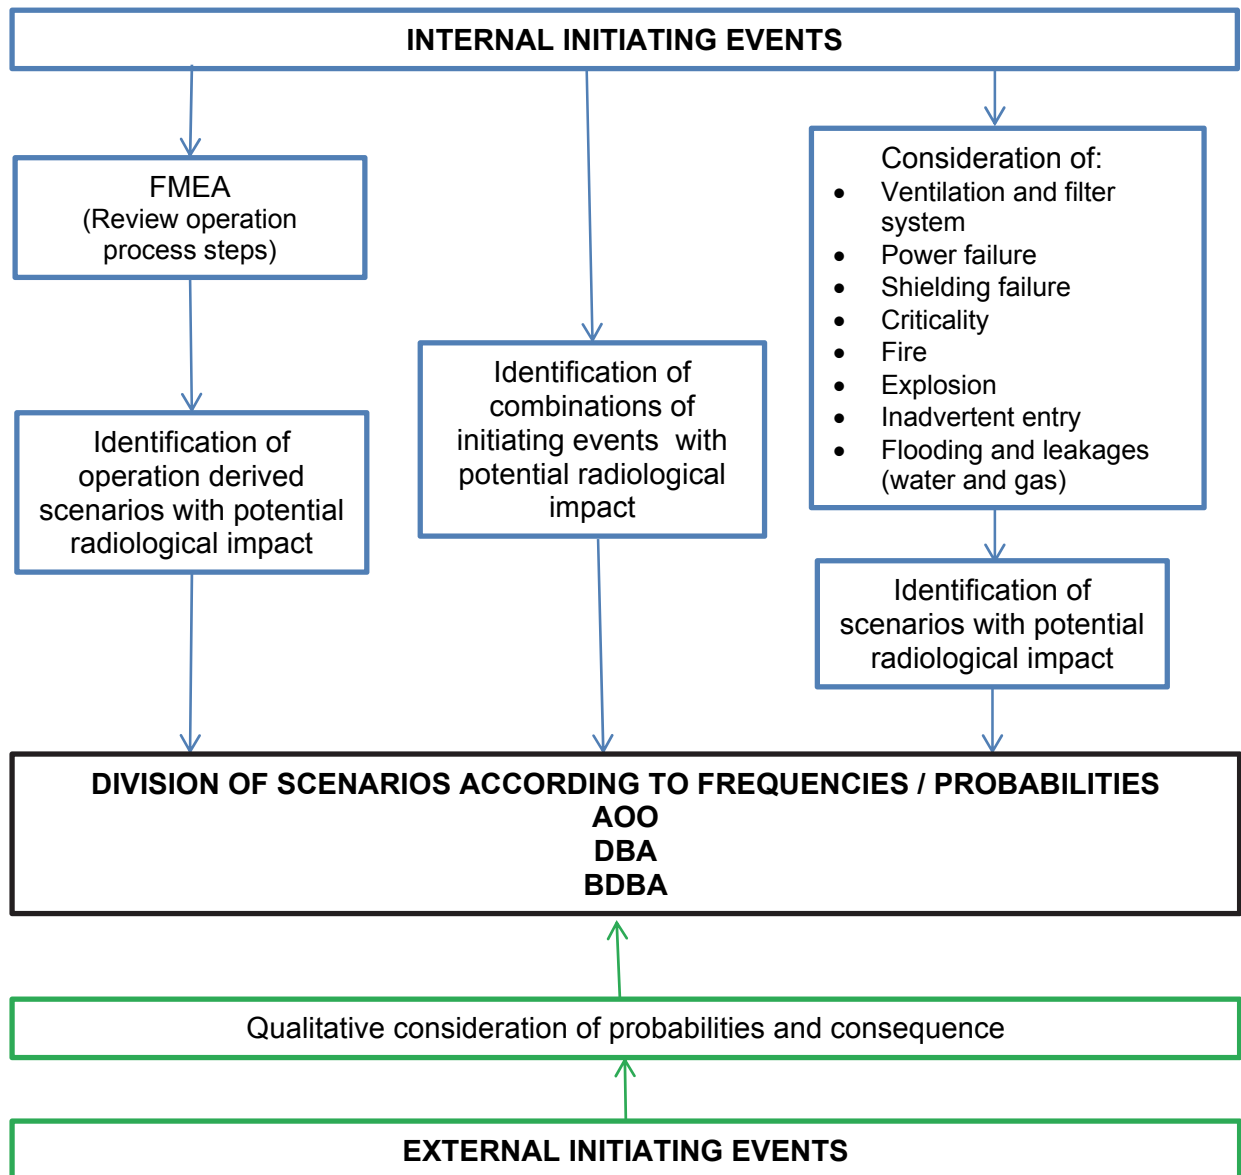 INTERNAL INITIATING EVENTS
FMEA
(Review operation
process steps)
Identification of
operation derived
scenarios with potential
radiological impact
Identification of
combinations of
initiating events with
potential radiological
impact
Consideration of:
• Ventilation and filter
system
• Power failure
• Shielding failure
• Criticality
• Fire
• Explosion
• Inadvertent entry
• Flooding and leakages
(water and gas)
Identification of
scenarios with potential
radiological impact
DIVISION OF SCENARIOS ACCORDING TO FREQUENCIES / PROBABILITIES
AOO
DBA
BDBA
Qualitative consideration of probabilities and consequence
EXTERNAL INITIATING EVENTS